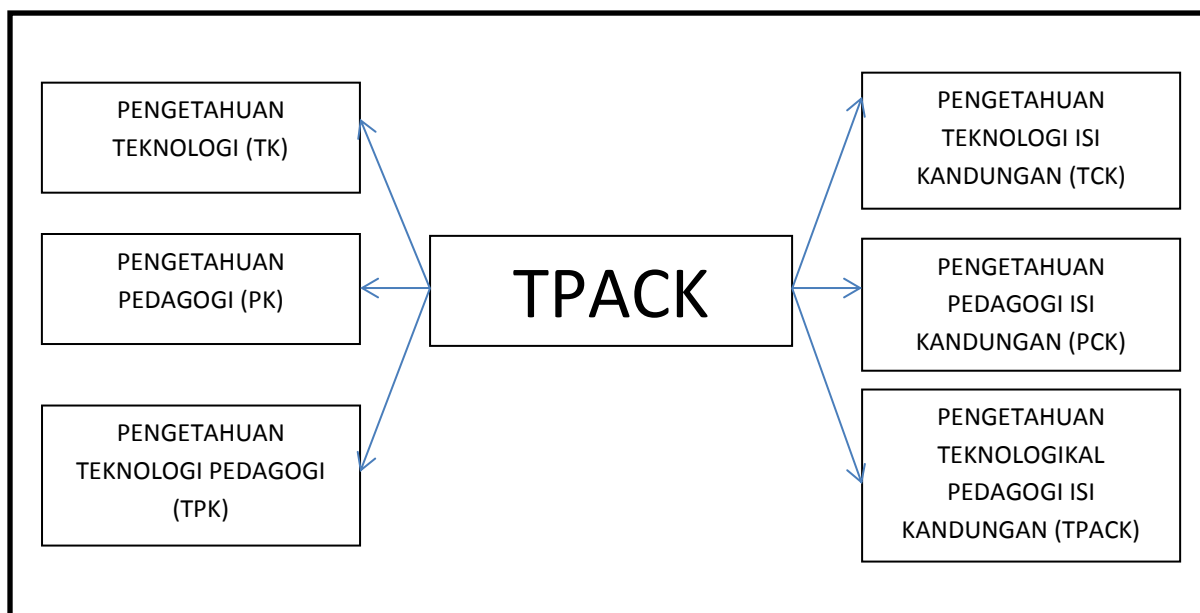 PENGETAHUAN
TEKNOLOGI (TK)
PENGETAHUAN
PEDAGOGI (PK)
PENGETAHUAN
TEKNOLOGI PEDAGOGI
(TPK)
TPACK
PENGETAHUAN
TEKNOLOGI ISI
KANDUNGAN (TCK)
PENGETAHUAN
PEDAGOGI ISI
KANDUNGAN (PCK)
PENGETAHUAN
TEKNOLOGIKAL
PEDAGOGI ISI
KANDUNGAN (TPACK)